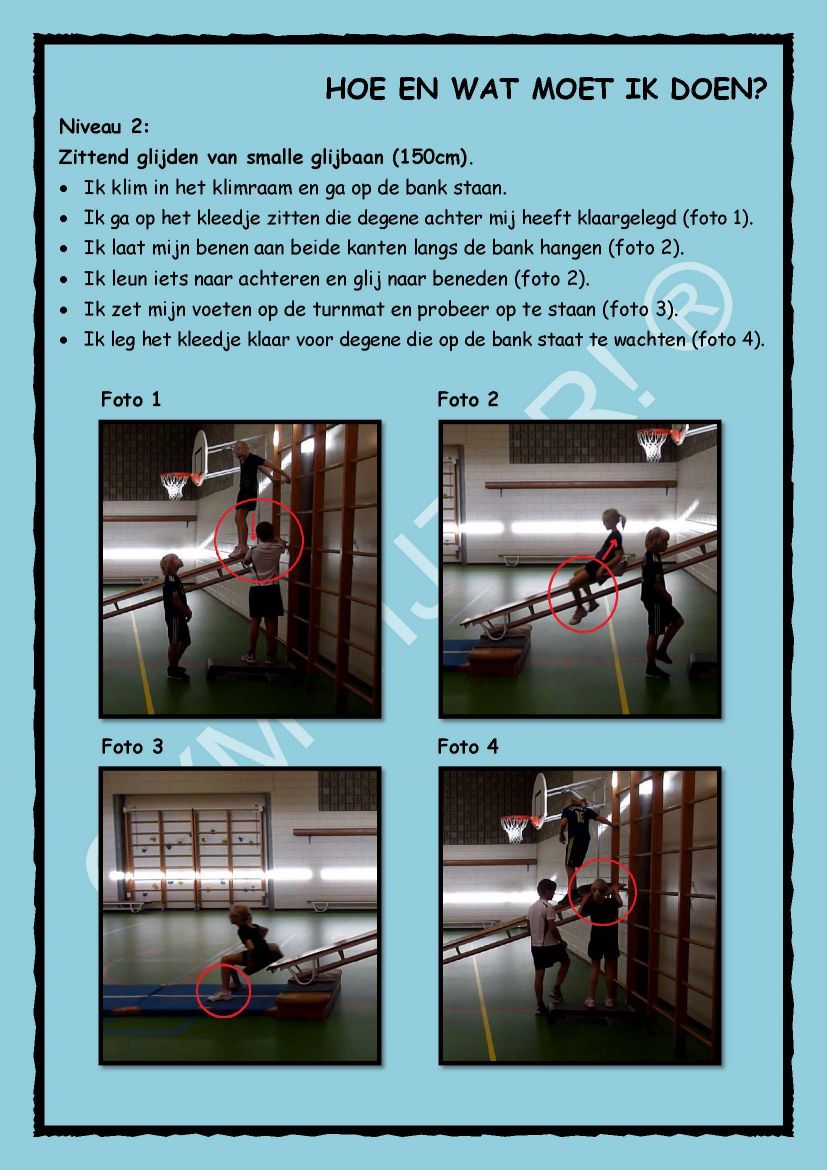 HOE EN WAT MOET IK DOEN?
Niveau 2:
Zittend glijden van smalle glijbaan (150cm).
• Ik klim in het klimraam en ga op de bank staan.
• Ik ga op het kleedje zitten die degene achter mij heeft klaargelegd (foto 1).
• Ik laat mijn benen aan beide kanten langs de bank hangen (foto 2).
• Ik leun iets naar achteren en glij naar beneden (foto 2).
• Ik zet mijn voeten op de turnmat en probeer op te staan (foto 3).
• Ik leg het kleedje klaar voor degene die op de bank staat te wachten (foto 4).
Foto 1
Foto 2
Foto 3
Foto 4